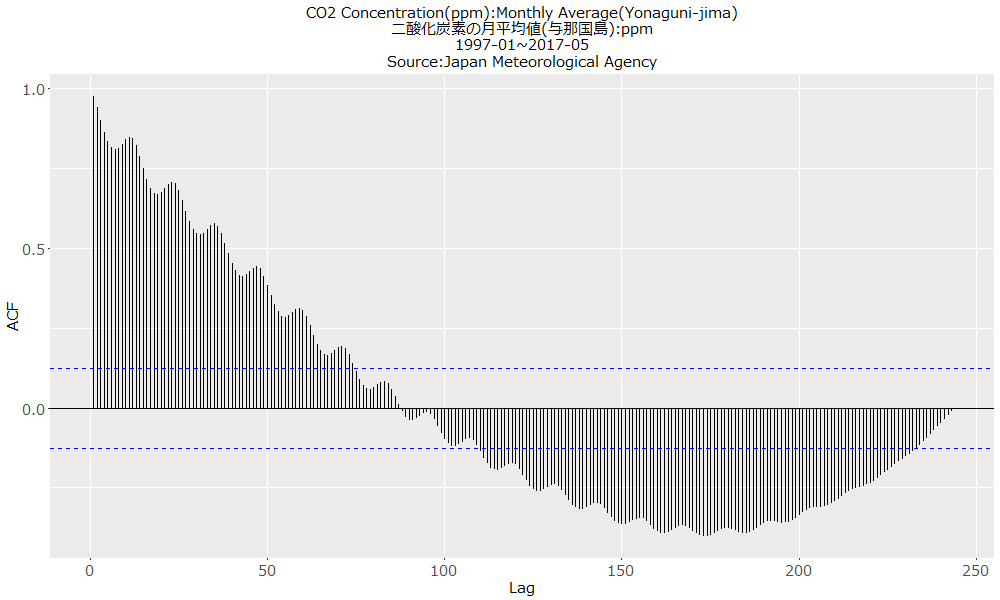 CO2 Concentration(ppm):Monthly Average(Yonaguni-jima)
二酸化炭素の月平均値(与那国島):ppm
1997-01~2017-05
Source:Japan Meteorological Agency
1.0
0.5
0.0
ACF
0 50 100 150 200 250
Lag